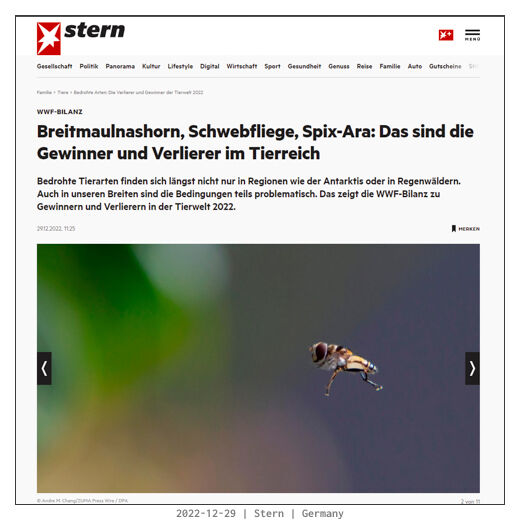 stern
MENÜ
Gesellschaft Politik Panorama Kultur Lifestyle Digital Wirtschaft Sport Gesundheit Genuss Reise Familie Auto Gutscheine
Familie > Tiere > Bedrohte Arten: Die Verlierer und Gewinner der Tierwelt 2022
WWF-BILANZ
Breitmaulnashorn, Schwebfliege, Spix-Ara: Das sind die
Gewinner und Verlierer im Tierreich
Bedrohte Tierarten finden sich längst nicht nur in Regionen wie der Antarktis oder in Regenwäldern.
Auch in unseren Breiten sind die Bedingungen teils problematisch. Das zeigt die WWF-Bilanz zu
Gewinnern und Verlierern in der Tierwelt 2022.
29.12.2022, 11:25
MERKEN
© Andre M. Chang/ZUMA Press Wire / DPA
2 von 11
2022-12-29 | Stern | Germany